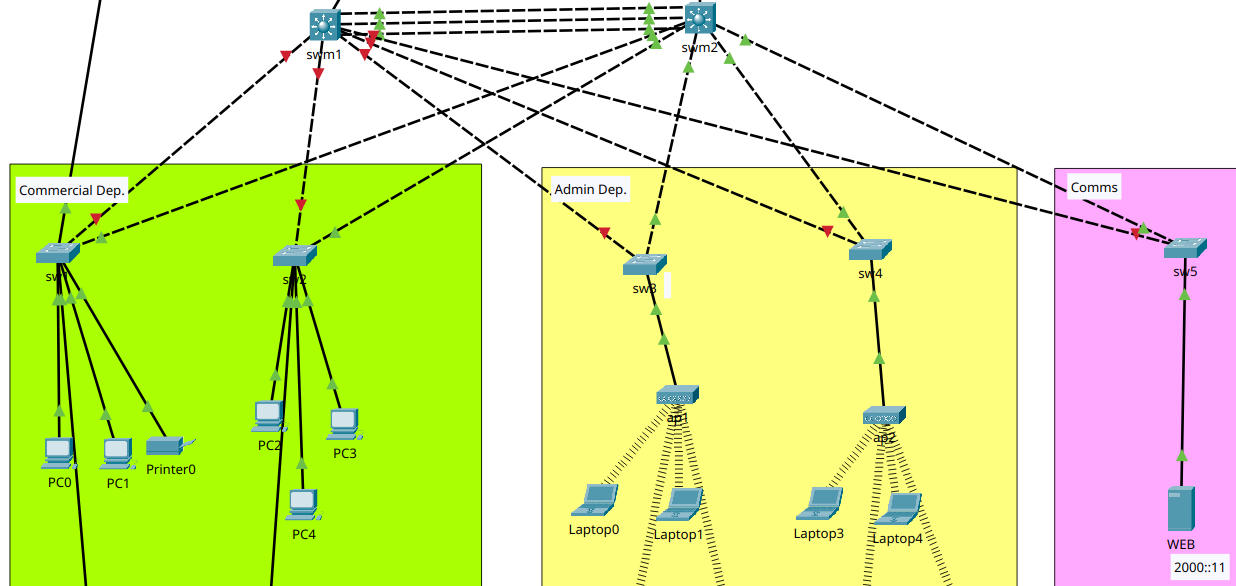 swm1
swm2
Commercial Dep.
Admin Dep.
Comms
sw1
sw2
sw3
sw4
sw5
ap1
ap2
PC0
PC1
Printer0
PC2
PC3
PC4
Laptop0
Laptop1
Laptop3
Laptop4
WEB
2000::11